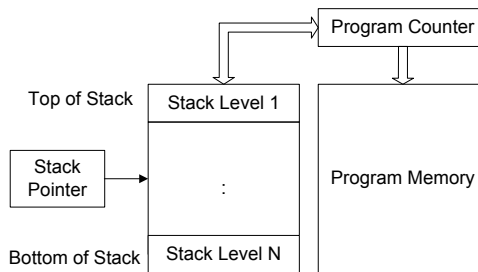 Program Counter
Top of Stack
Stack Level 1
Stack
Pointer
:
Program Memory
Bottom of Stack
Stack Level N